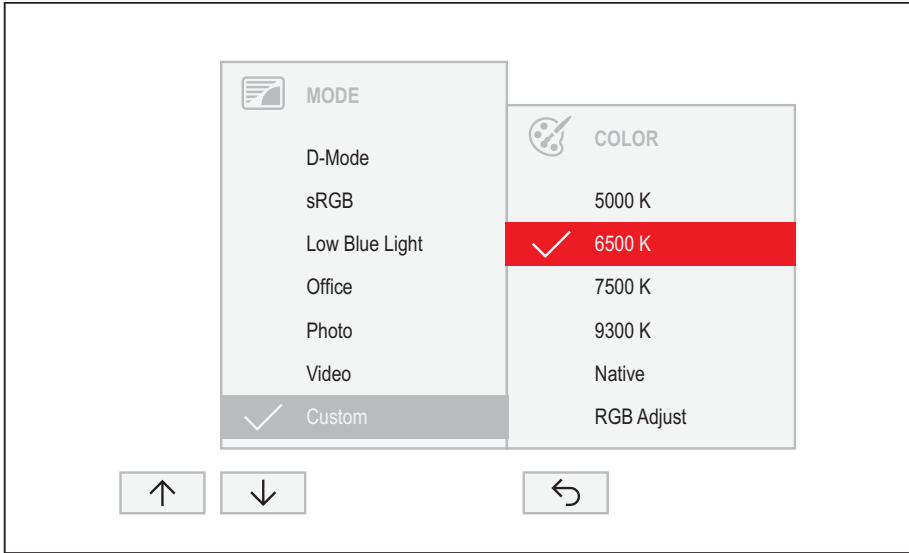 MODE
D-Mode
sRGB
Low Blue Light
Office
Photo
Video
Custom
COLOR
5000 K
6500 K
7500 K
9300 K
Native
RGB Adjust